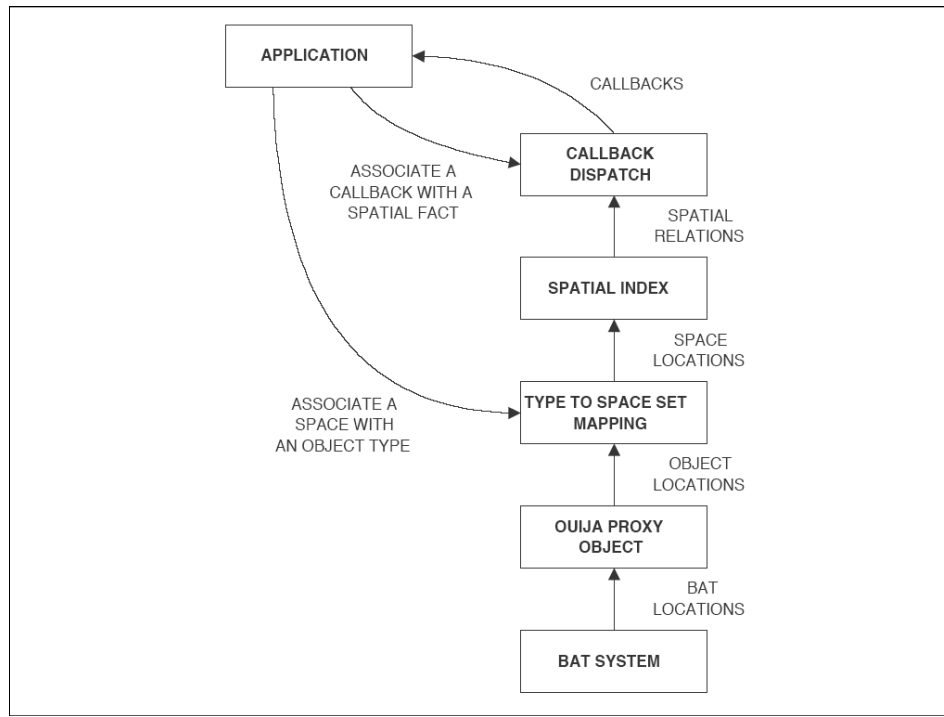 APPLICATION
CALLBACKS
CALLBACK
DISPATCH
ASSOCIATE A
CALLBACK WITH A
SPATIAL FACT
SPATIAL
RELATIONS
SPATIAL INDEX
SPACE
LOCATIONS
TYPE TO SPACE SET
MAPPING
ASSOCIATE A
SPACE WITH
AN OBJECT TYPE
OBJECT
LOCATIONS
OUIJA PROXY
OBJECT
BAT
LOCATIONS
BAT SYSTEM